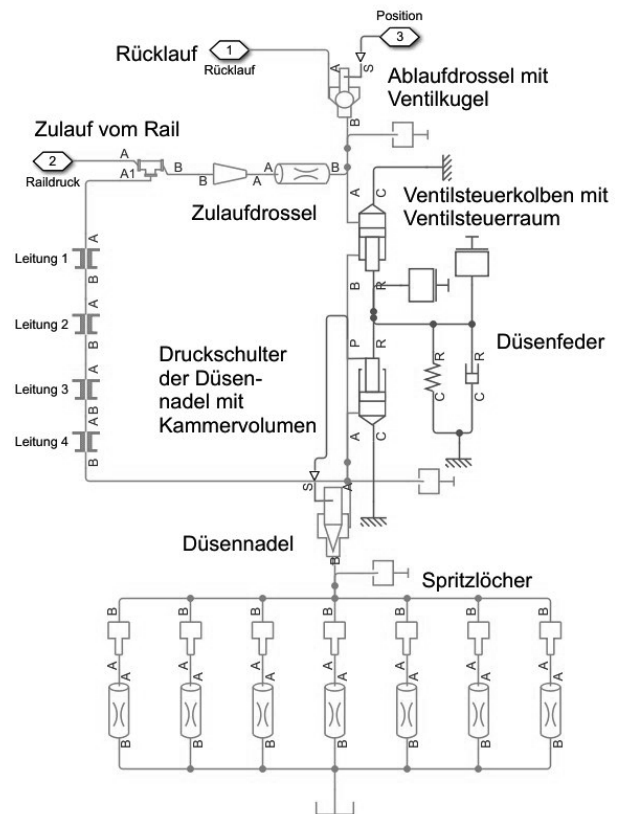 Position
3
Rücklauf
1
Rücklauf
A
S
Ablaufdrossel mit
Ventilkugel
B
Zulauf vom Rail
2
Raildruck
A
A1
B
B
A
A
B
Zulaufdrossel
A
C
Ventilsteuerkolben mit
Ventilsteuerraum
Leitung 1
A
B
B
R
Leitung 2
A
B
Druckschulter
der Düsen-
nadel mit
Kammervolumen
P
R
R
C
R
C
Düsenfeder
Leitung 3
A
B
Leitung 4
A
B
A
C
S
A
Düsennadel
B
Spritzlöcher
B
B
B
B
B
B
B
A
A
A
A
A
A
A
B
B
B
B
B
B
B